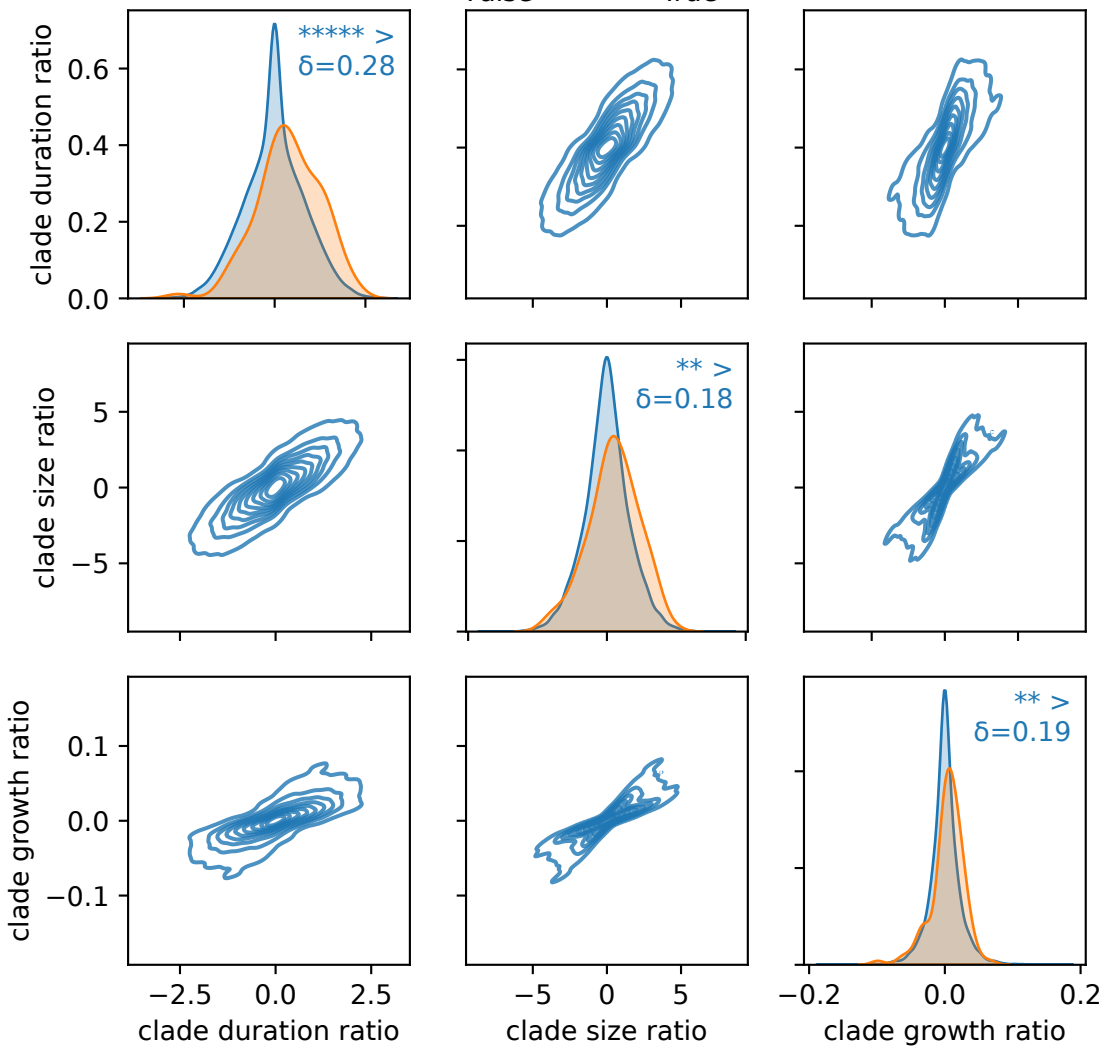 clade duration ratio
0.6
0.4
0.2
0.0
***** >
δ=0.28
clade size ratio
5
0
−5
** >
δ=0.18
clade growth ratio
0.1
0.0
−0.1
** >
δ=0.19
−2.5 0.0 2.5
−5 0 5
−0.2 0.0 0.2
clade duration ratio
clade size ratio
clade growth ratio